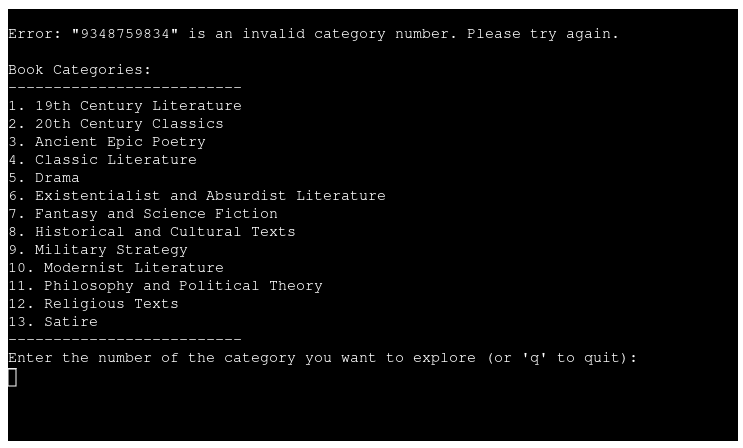 Error: "9348759834" is an invalid category number. Please try again.
Book Categories:
--------------------------
1. 19th Century Literature
2. 20th Century Classics
3. Ancient Epic Poetry
4. Classic Literature
5. Drama
6. Existentialist and Absurdist Literature
7. Fantasy and Science Fiction
8. Historical and Cultural Texts
9. Military Strategy
10. Modernist Literature
11. Philosophy and Political Theory
12. Religious Texts
13. Satire
--------------------------
Enter the number of the category you want to explore (or 'q' to quit):